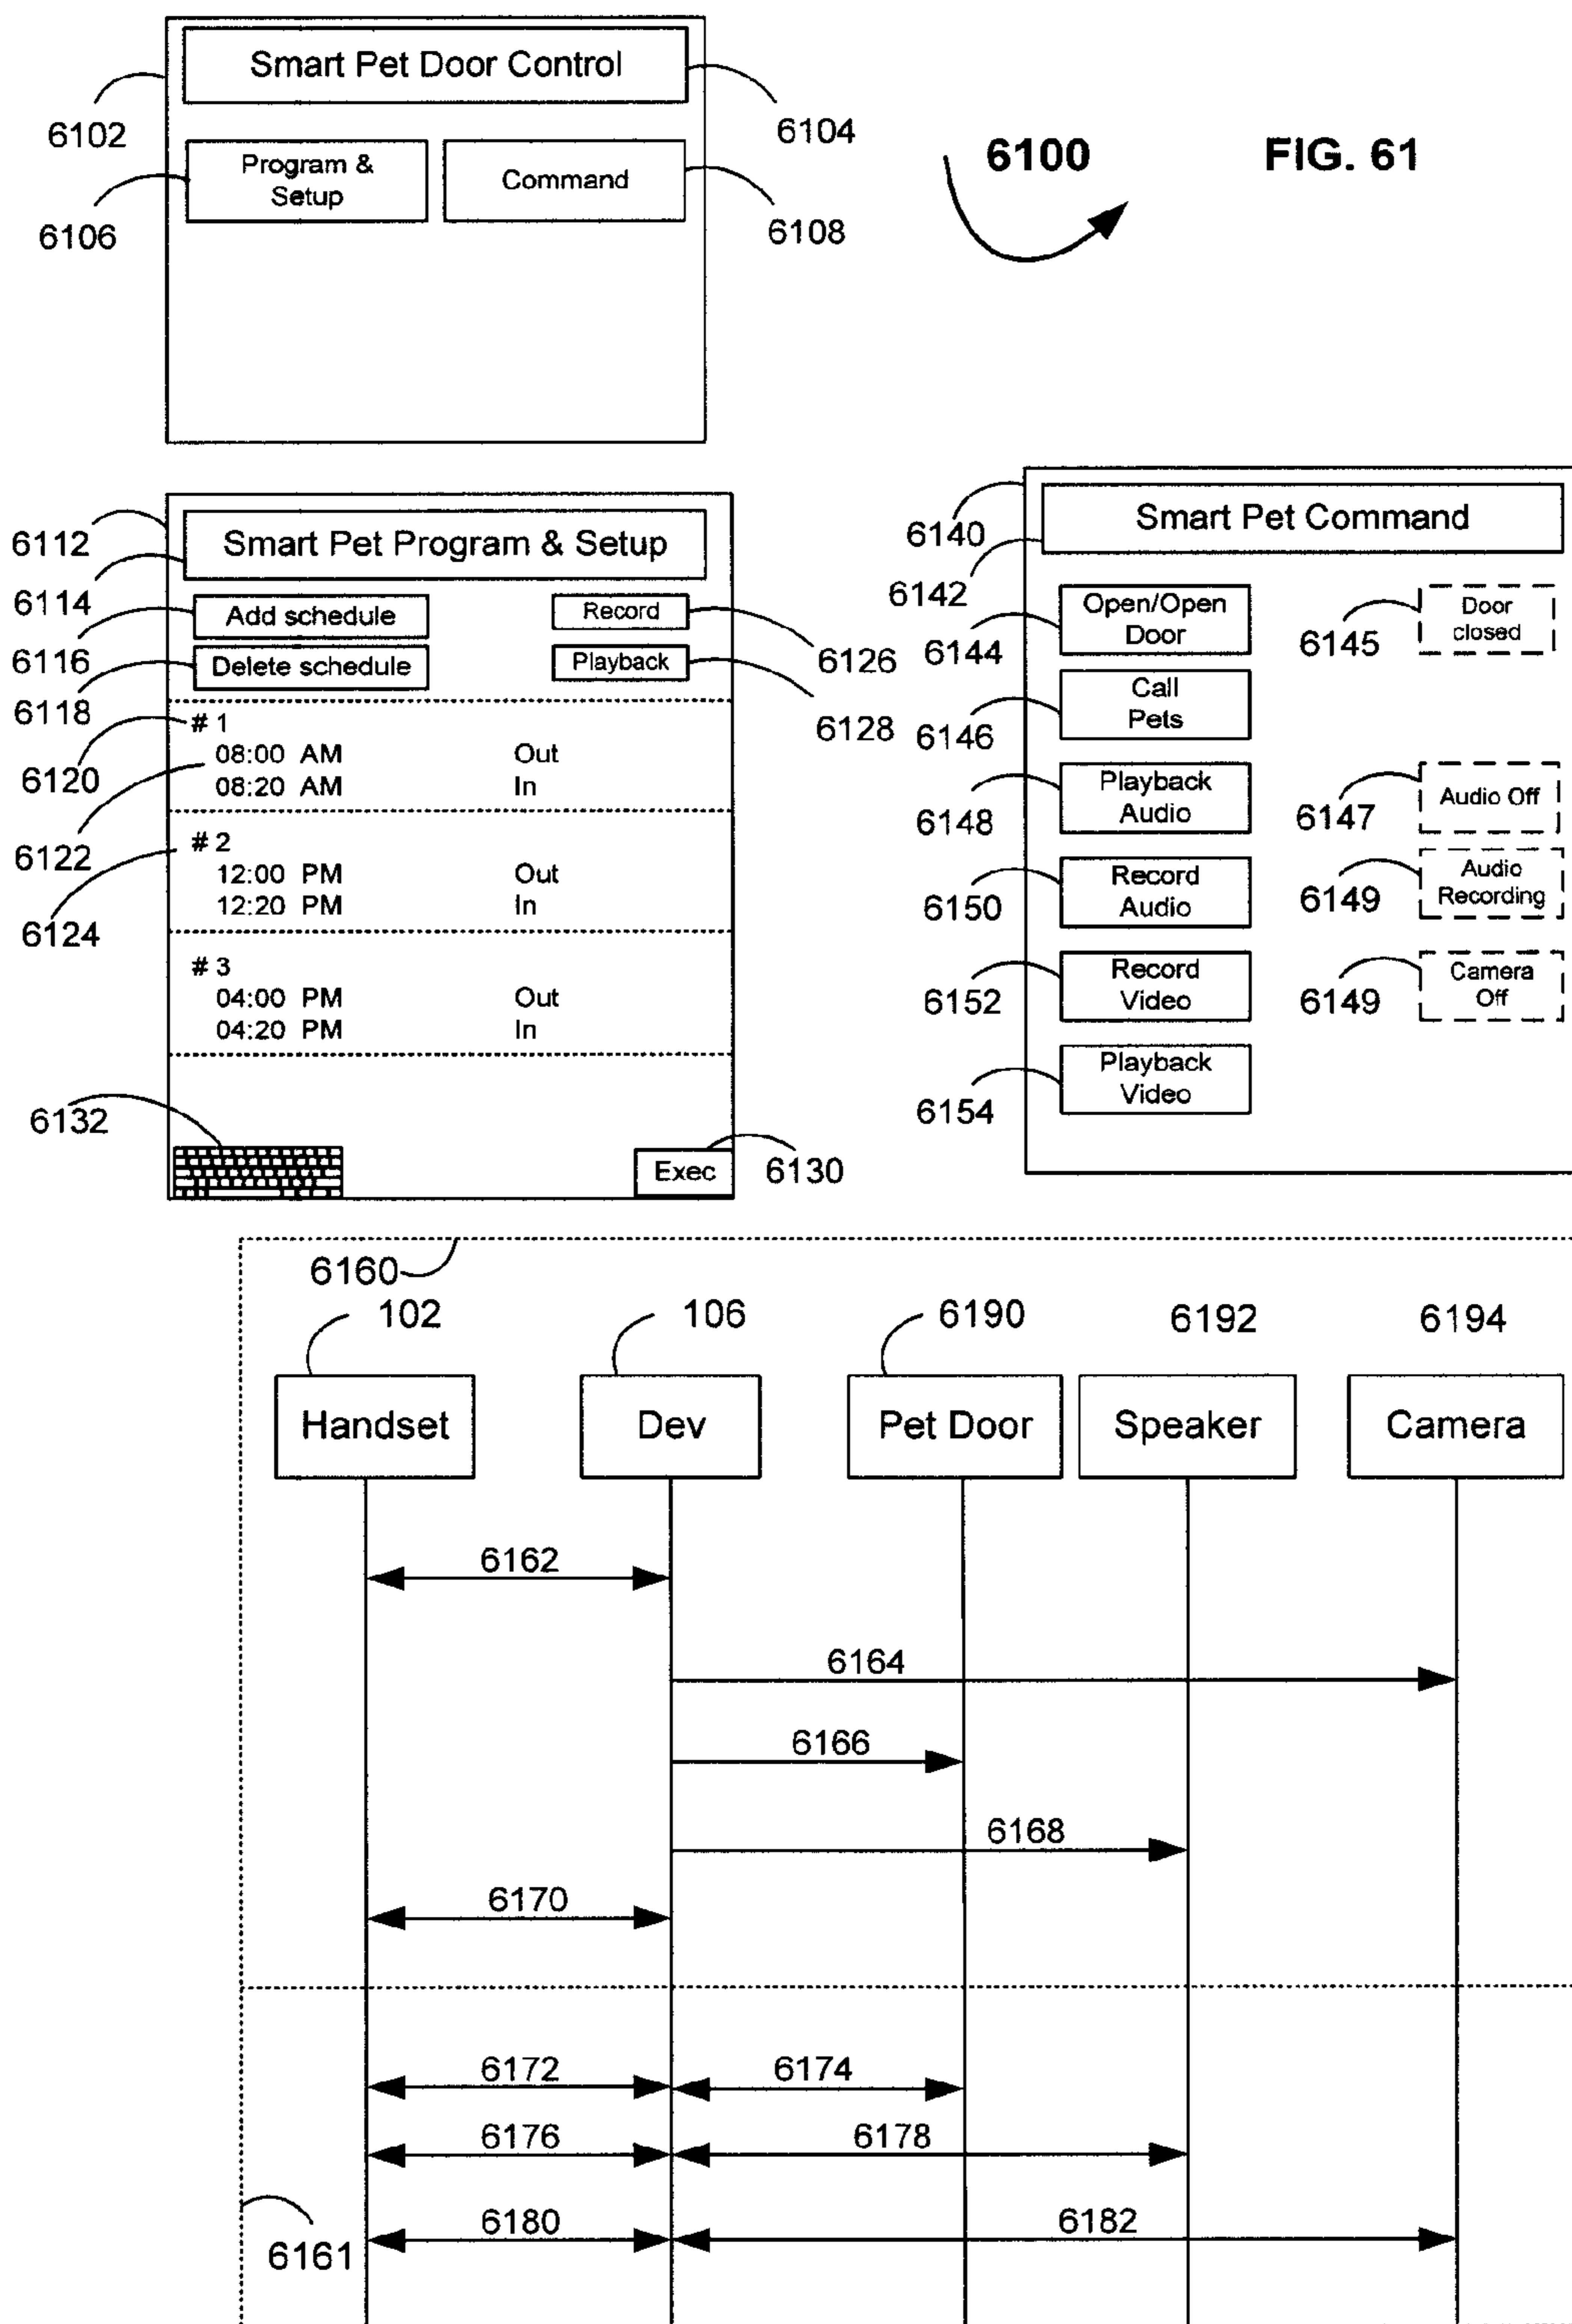 Smart Pet Door Control
6102
6104
6100
FIG. 61
Program &
Setup
Command
6106
6108
6112
Smart Pet Program & Setup
6114
Add schedule
Record
6116
Delete schedule
Playback
6126
6118
6128
# 1
6120
08:00 AM Out
08:20 AM In
6122
# 2
12:00 PM Out
12:20 PM In
6124
# 3
04:00 PM Out
04:20 PM In
6132
Exec
6130
6140
Smart Pet Command
6142
Open/Open
Door
6144
Door
closed
6145
Call
Pets
6146
Playback
Audio
6148
Audio Off
6147
Record
Audio
6150
Audio
Recording
6149
Record
Video
6152
Camera
Off
6149
Playback
Video
6154
6160
102
106
6190
6192
6194
Handset
Dev
Pet Door
Speaker
Camera
6162
6164
6166
6168
6170
6172
6174
6176
6178
6180
6182
6161